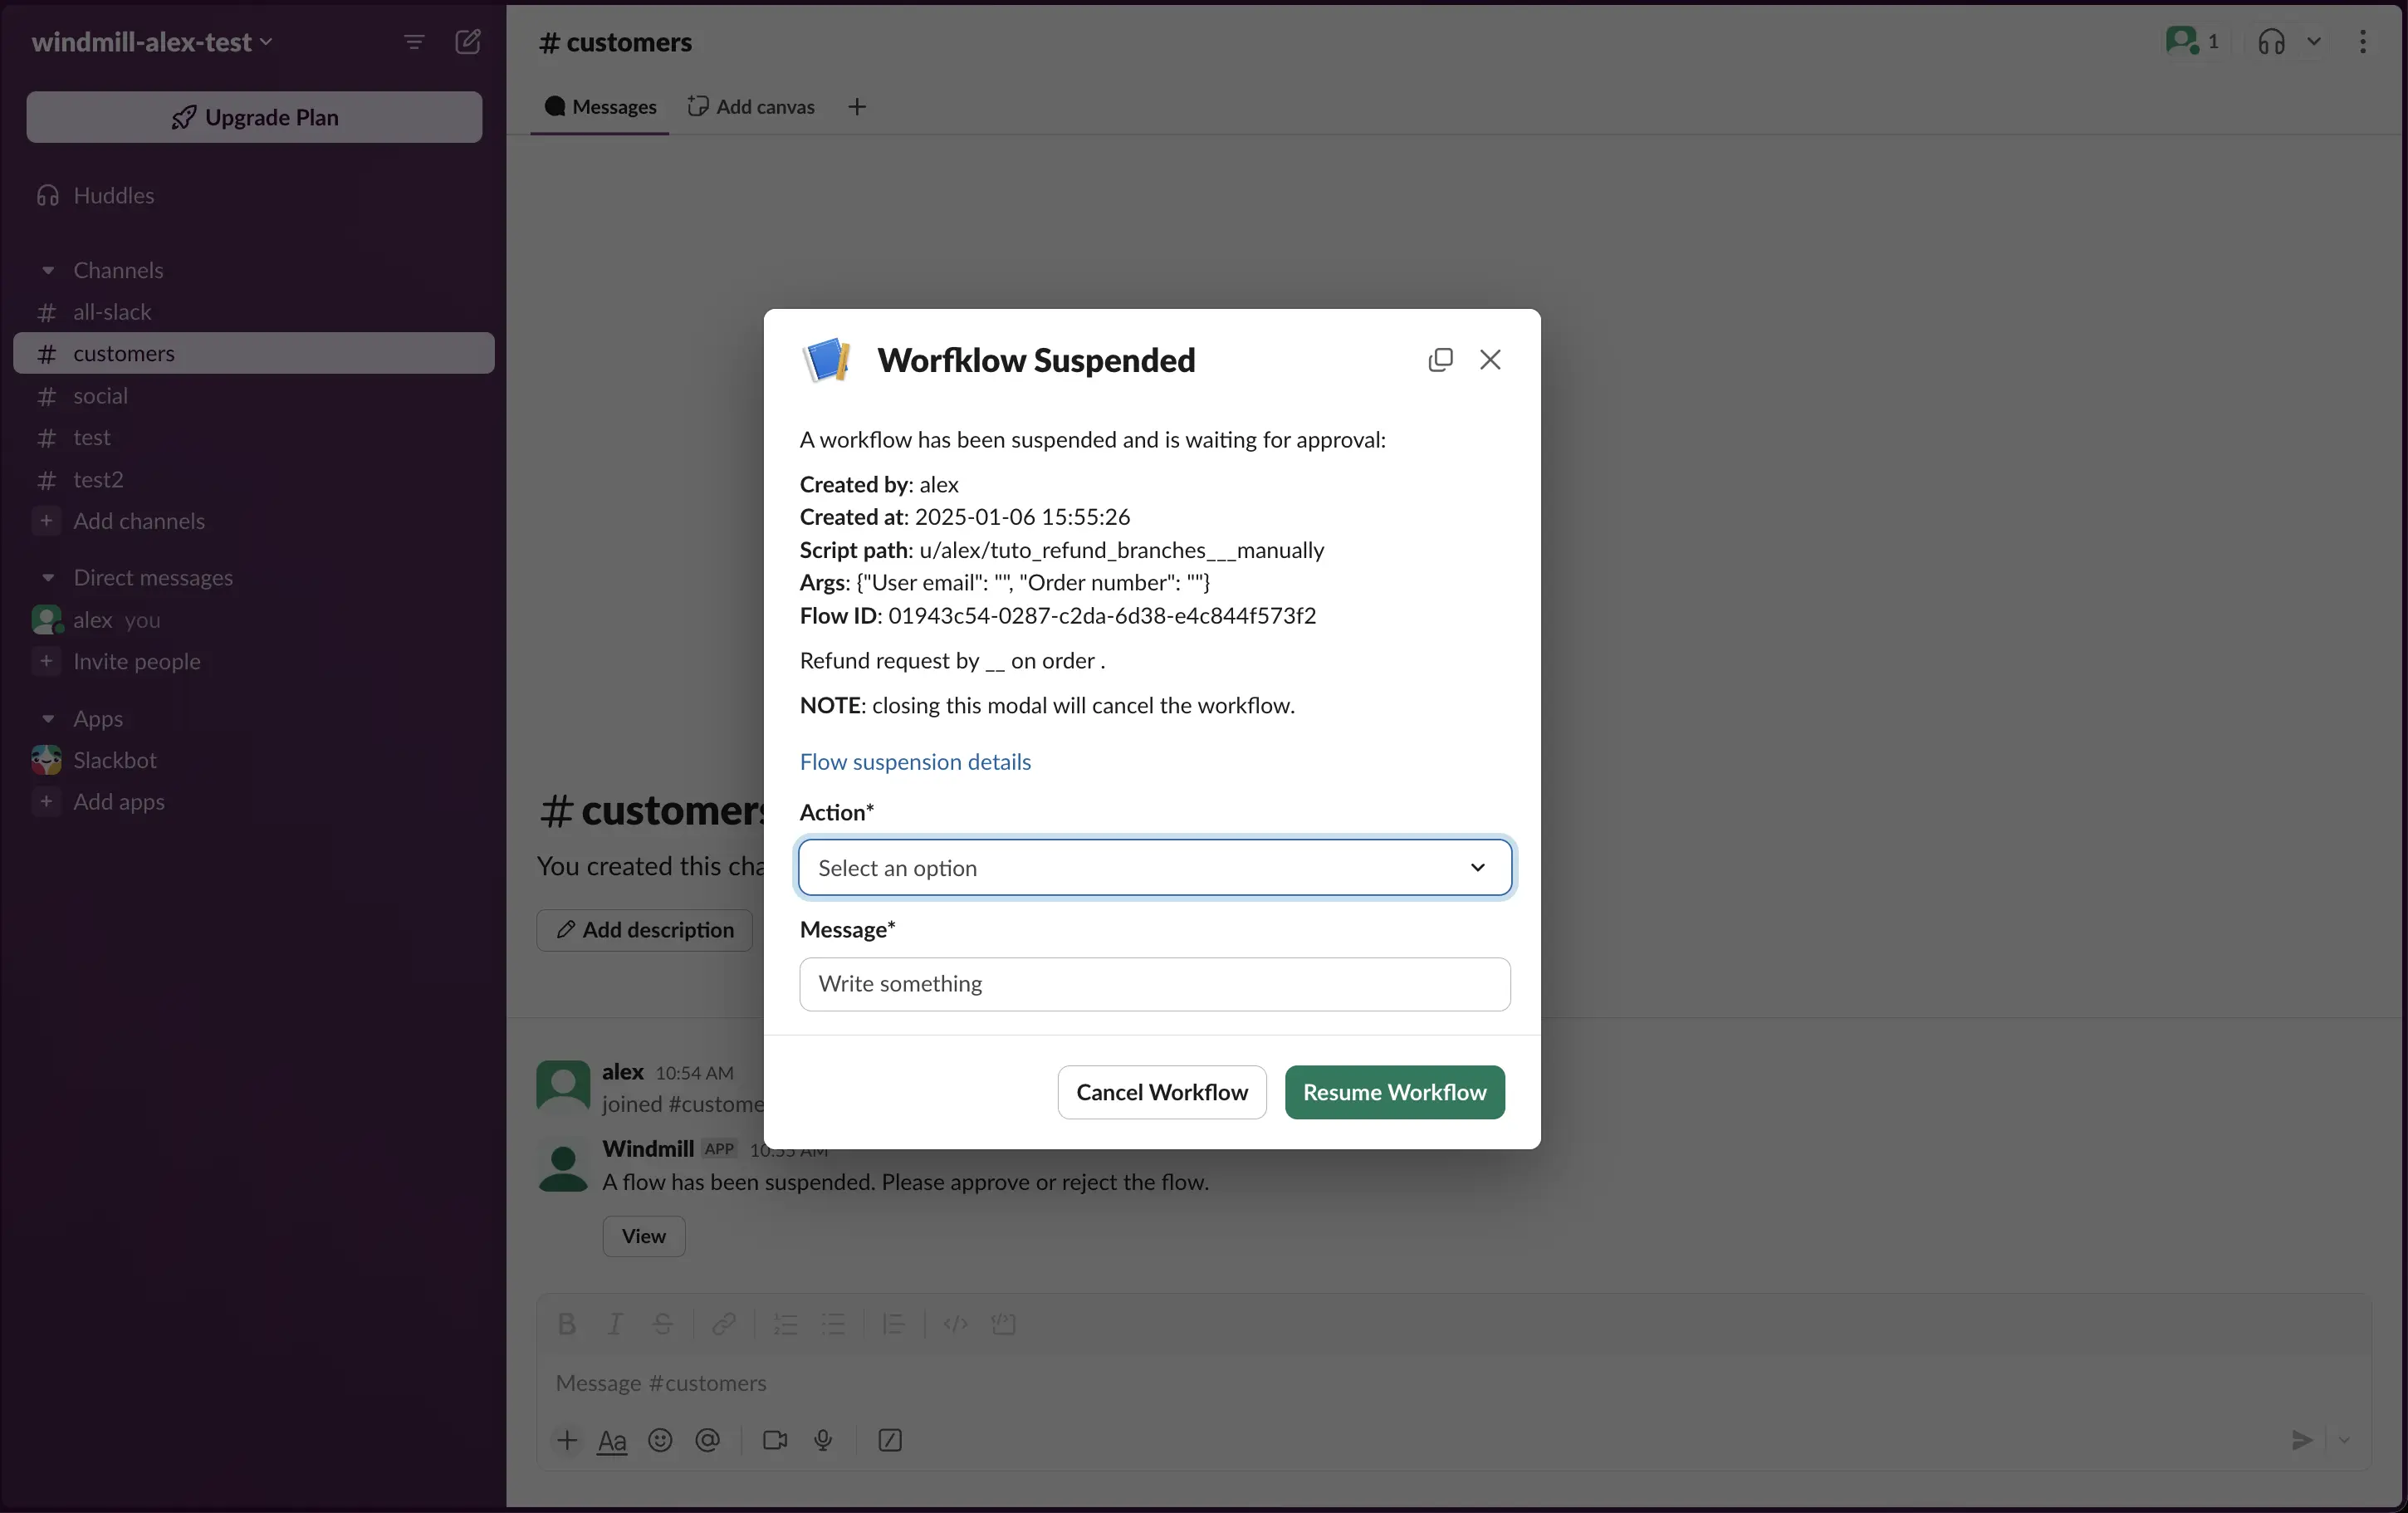 windmill-alex-test
Upgrade Plan
Huddles
Channels
# all-slack
# customers
# social
# test
# test2
+ Add channels
Direct messages
alex you
+ Invite people
Apps
Slackbot
+ Add apps
# customers
1
Messages
Add canvas
+
# customers
You created this cha
Add description
alex 10:54 AM
joined #custome
Windmill APP 10:55 AM
A flow has been suspended. Please approve or reject the flow.
View
Message #customers
Aa
Worfklow Suspended
A workflow has been suspended and is waiting for approval:
Created by: alex
Created at: 2025-01-06 15:55:26
Script path: u/alex/tuto_refund_branches___manually
Args: {"User email": "", "Order number": ""}
Flow ID: 01943c54-0287-c2da-6d38-e4c844f573f2
Refund request by __ on order .
NOTE: closing this modal will cancel the workflow.
Flow suspension details
Action*
Select an option
Message*
Write something
Cancel Workflow
Resume Workflow